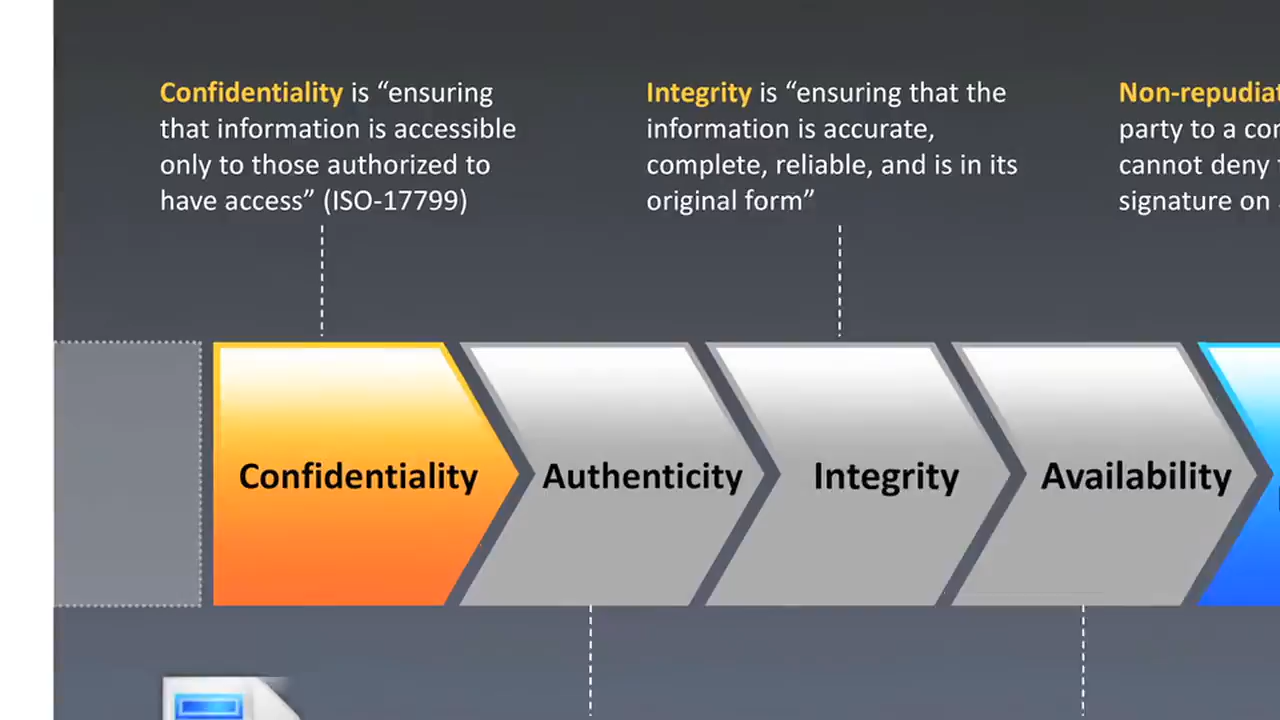 Confidentiality is “ensuring
that information is accessible
only to those authorized to
have access” (ISO-17799)
Integrity is “ensuring that the
information is accurate,
complete, reliable, and is in its
original form”
party to a
cannot deny
signature on
Confidentiality
Authenticity
Integrity
Availability